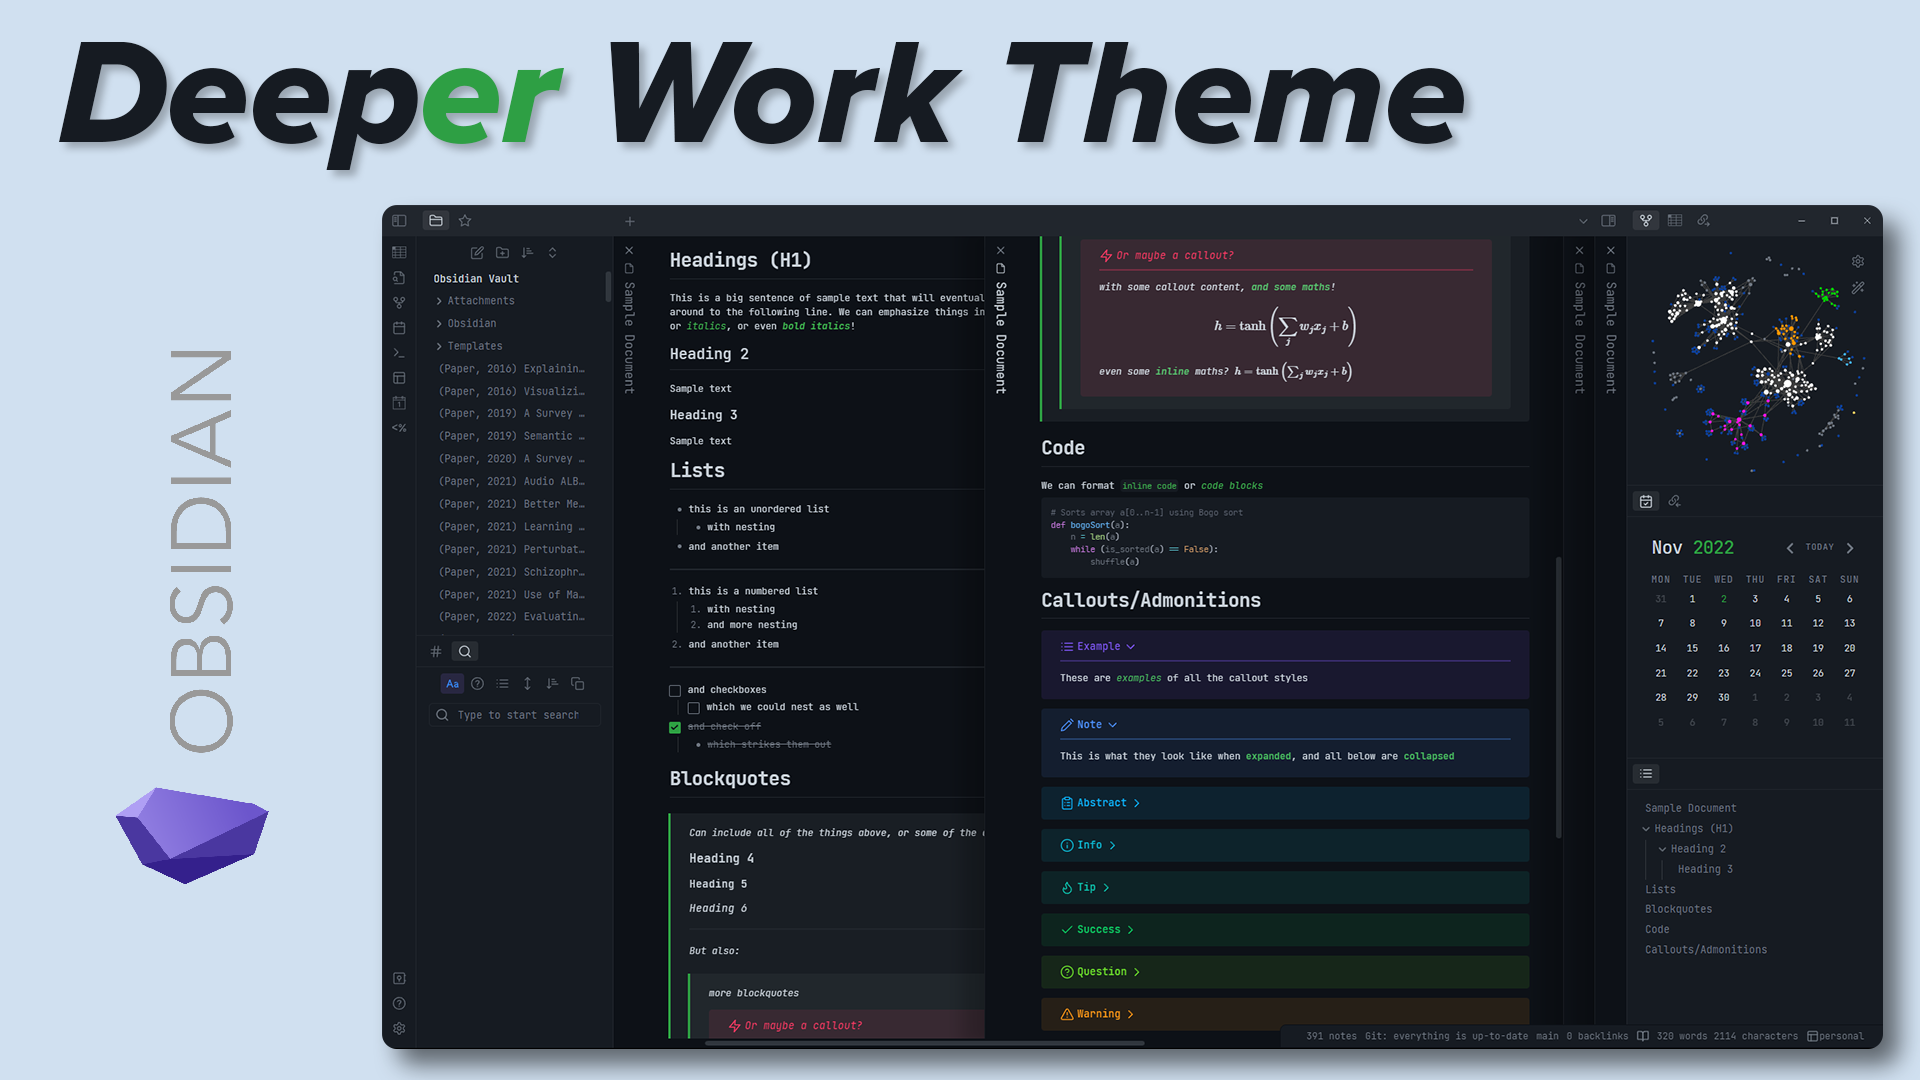 Deeper Work Theme
OBSIDIAN
Obsidian Vault
Attachments
Obsidian
Templates
(Paper, 2016) Explainin…
(Paper, 2016) Visualizi…
(Paper, 2019) A Survey …
(Paper, 2019) Semantic …
(Paper, 2020) A Survey …
(Paper, 2021) Audio ALB…
(Paper, 2021) Better Me…
(Paper, 2021) Learning …
(Paper, 2021) Perturbat…
(Paper, 2021) Schizophr…
(Paper, 2021) Use of Ma…
(Paper, 2022) Evaluatin…
#
Aa
Type to start search
<%
Sample Document
Headings (H1)
This is a big sentence of sample text that will eventual
around to the following line. We can emphasize things in
or italics, or even bold italics!
Heading 2
Sample text
Heading 3
Sample text
Lists
• this is an unordered list
• with nesting
• and another item
1. this is a numbered list
1. with nesting
2. and more nesting
2. and another item
and checkboxes
which we could nest as well
and check off
• which strikes them out
Blockquotes
Can include all of the things above, or some of the
Heading 4
Heading 5
Heading 6
But also:
more blockquotes
Or maybe a callout?
Sample Document
Or maybe a callout?
with some callout content, and some maths!
h = tanh (∑j wjxj + b)
even some inline maths? h = tanh (∑j wjxj + b)
Code
We can format inline code or code blocks
# Sorts array a[0..n-1] using Bogo sort
def bogoSort(a):
n = len(a)
while (is_sorted(a) == False):
shuffle(a)
Callouts/Admonitions
Example
These are examples of all the callout styles
Note
This is what they look like when expanded, and all below are collapsed
Abstract
Info
Tip
Success
Question
Warning
Sample Document
Sample Document
Nov 2022
TODAY
MON TUE WED THU FRI SAT SUN
31 1 2 3 4 5 6
7 8 9 10 11 12 13
14 15 16 17 18 19 20
21 22 23 24 25 26 27
28 29 30 1 2 3 4
5 6 7 8 9 10 11
Sample Document
Headings (H1)
Heading 2
Heading 3
Lists
Blockquotes
Code
Callouts/Admonitions
391 notes Git: everything is up-to-date main 0 backlinks 320 words 2114 characters personal